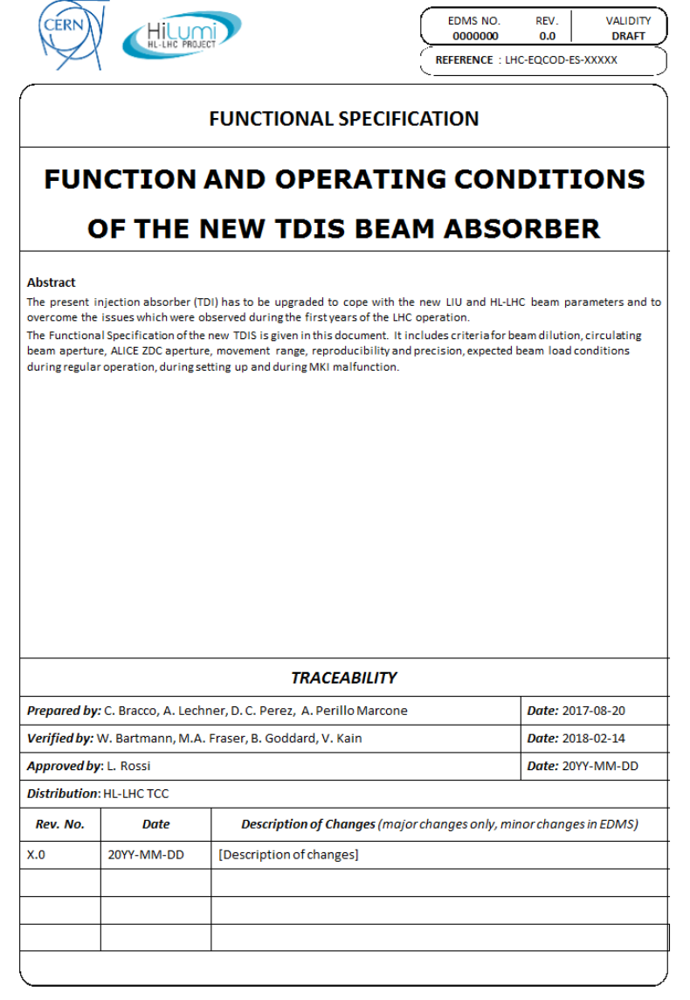 CERN
HiLumi
HL-LHC PROJECT
EDMS NO. REV. VALIDITY
0000000 0.0 DRAFT
REFERENCE : LHC-EQCOD-ES-XXXXX
FUNCTIONAL SPECIFICATION
FUNCTION AND OPERATING CONDITIONS
OF THE NEW TDIS BEAM ABSORBER
Abstract
The present injection absorber (TDI) has to be upgraded to cope with the new LIU and HL-LHC beam parameters and to
overcome the issues which were observed during the first years of the LHC operation.
The Functional Specification of the new TDIS is given in this document. It includes criteria for beam dilution, circulating
beam aperture, ALICE ZDC aperture, movement range, reproducibility and precision, expected beam load conditions
during regular operation, during setting up and during MKI malfunction.
TRACEABILITY
Prepared by: C. Bracco, A. Lechner, D. C. Perez, A. Perillo Marcone Date: 2017-08-20
Verified by: W. Bartmann, M.A. Fraser, B. Goddard, V. Kain Date: 2018-02-14
Approved by: L. Rossi Date: 20YY-MM-DD
Distribution: HL-LHC TCC
Rev. No. Date Description of Changes (major changes only, minor changes in EDMS)
X.0 20YY-MM-DD [Description of changes]